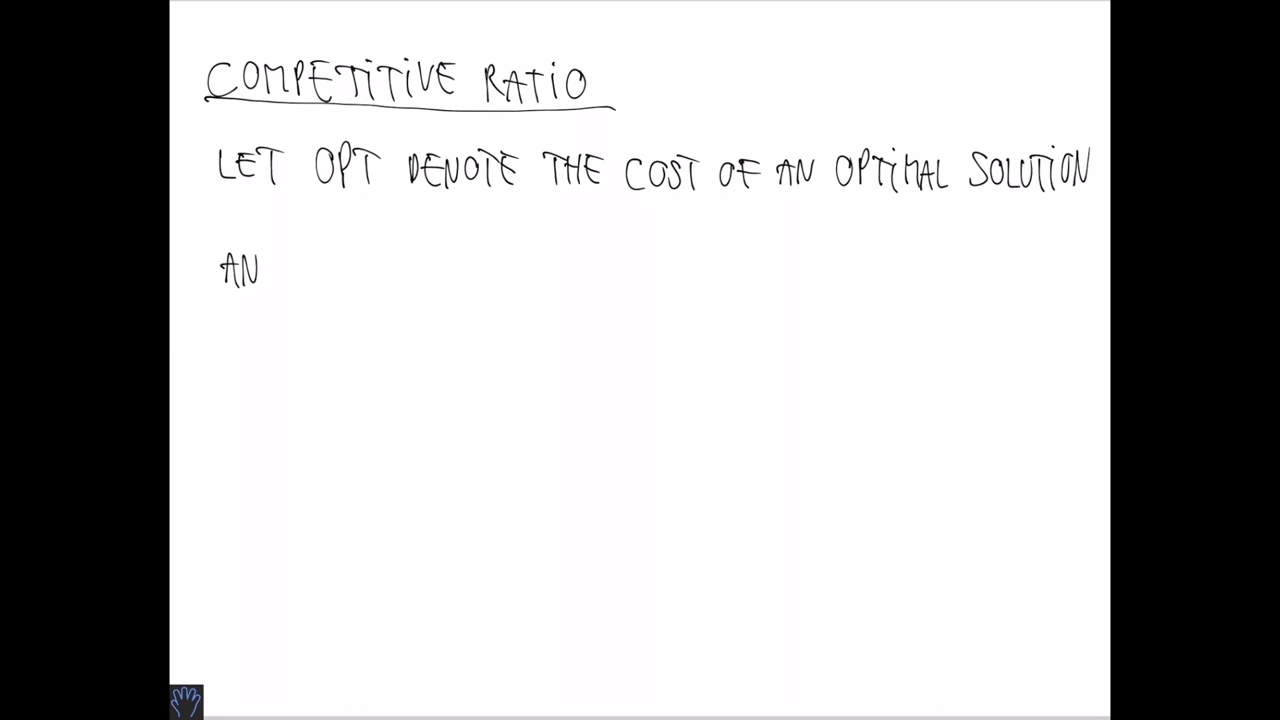 COMPETITIVE RATIO
LET OPT DENOTE THE COST OF AN OPTIMAL SOLUTION
AN